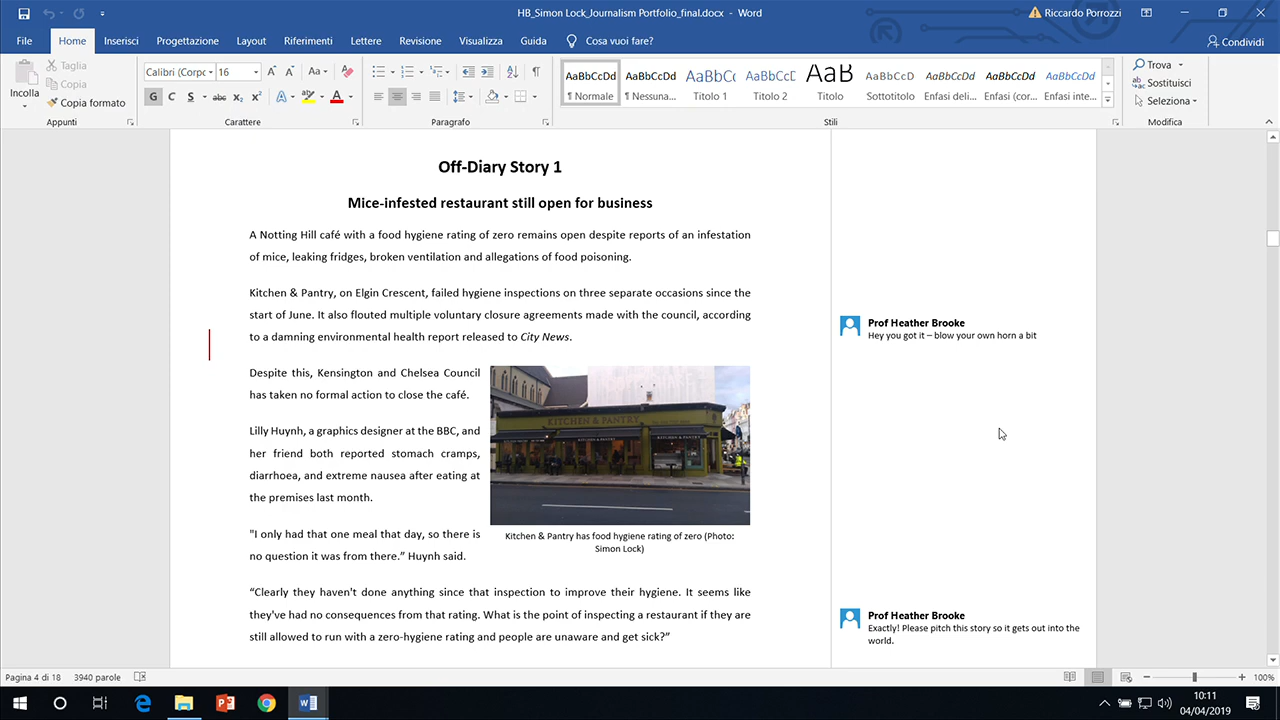 HB_Simon Lock_Journalism Portfolio_final.docx - Word
Riccardo Porrozzi
File Home Inserisci Progettazione Layout Riferimenti Lettere Revisione Visualizza Guida Cosa vuoi fare? Condividi
Incolla
Taglia
Copia
Copia formato
Appunti
Calibri (Corpo 16
Aa
G C S abc x₂ x²
Carattere
Paragrafo
AaBbCcDd AaBbCcDd AaBbCc AaBbCcD AaB AaBbCcD AaBbCcDd AaBbCcDd AaBbCcDd
¶ Normale ¶ Nessuna... Titolo 1 Titolo 2 Titolo Sottotitolo Enfasi deli... Enfasi (cor... Enfasi inte...
Stili
Trova
Sostituisci
Seleziona
Modifica
Off-Diary Story 1
Mice-infested restaurant still open for business
A Notting Hill café with a food hygiene rating of zero remains open despite reports of an infestation
of mice, leaking fridges, broken ventilation and allegations of food poisoning.
Kitchen & Pantry, on Elgin Crescent, failed hygiene inspections on three separate occasions since the
start of June. It also flouted multiple voluntary closure agreements made with the council, according
to a damning environmental health report released to City News.
Despite this, Kensington and Chelsea Council
has taken no formal action to close the café.
Lilly Huynh, a graphics designer at the BBC, and
her friend both reported stomach cramps,
diarrhoea, and extreme nausea after eating at
the premises last month.
"I only had that one meal that day, so there is
no question it was from there.” Huynh said.
KITCHEN & PANTRY
Kitchen & Pantry has food hygiene rating of zero (Photo:
Simon Lock)
“Clearly they haven't done anything since that inspection to improve their hygiene. It seems like
they've had no consequences from that rating. What is the point of inspecting a restaurant if they are
still allowed to run with a zero-hygiene rating and people are unaware and get sick?”
Prof Heather Brooke
Hey you got it – blow your own horn a bit
Prof Heather Brooke
Exactly! Please pitch this story so it gets out into the
world.
Pagina 4 di 18 3940 parole
100%
10:11
04/04/2019